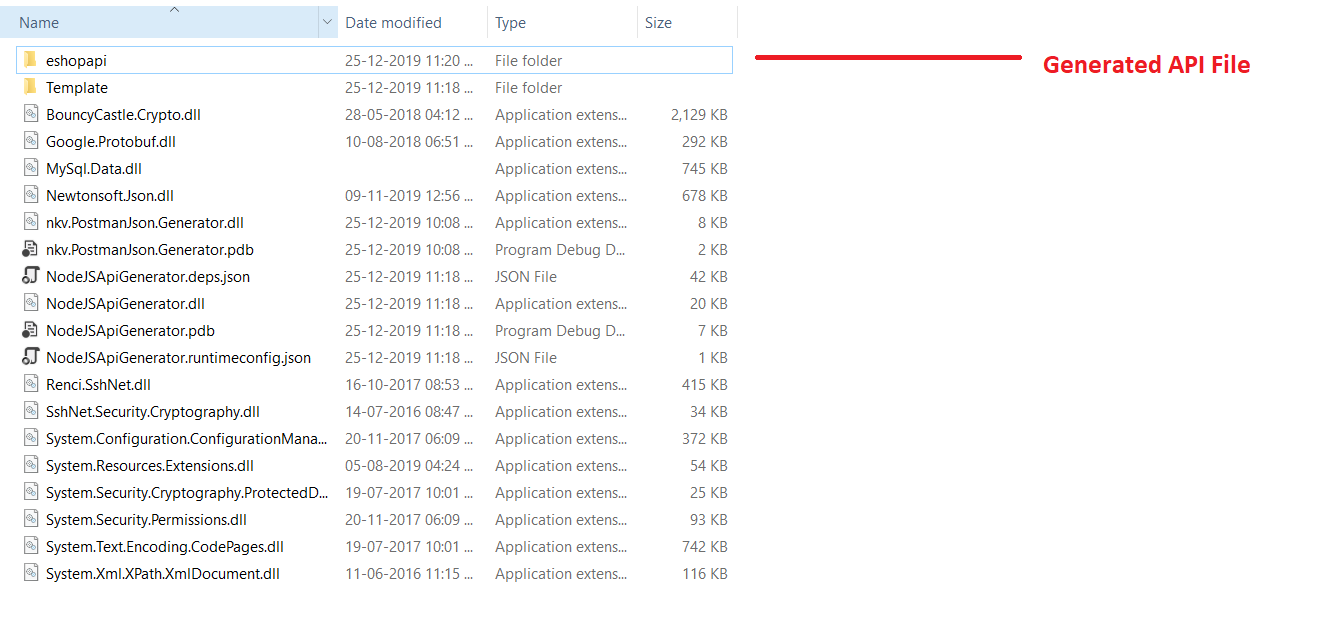 Name Date modified Type Size
eshopapi 25-12-2019 11:20 ... File folder Generated API File
Template 25-12-2019 11:18 ... File folder
BouncyCastle.Crypto.dll 28-05-2018 04:12 ... Application extens... 2,129 KB
Google.Protobuf.dll 10-08-2018 06:51 ... Application extens... 292 KB
MySql.Data.dll Application extens... 745 KB
Newtonsoft.Json.dll 09-11-2019 12:56 ... Application extens... 678 KB
nkv.PostmanJson.Generator.dll 25-12-2019 10:08 ... Application extens... 8 KB
nkv.PostmanJson.Generator.pdb 25-12-2019 10:08 ... Program Debug D... 2 KB
NodeJSApiGenerator.deps.json 25-12-2019 11:18 ... JSON File 42 KB
NodeJSApiGenerator.dll 25-12-2019 11:18 ... Application extens... 20 KB
NodeJSApiGenerator.pdb 25-12-2019 11:18 ... Program Debug D... 7 KB
NodeJSApiGenerator.runtimeconfig.json 25-12-2019 11:18 ... JSON File 1 KB
Renci.SshNet.dll 16-10-2017 08:53 ... Application extens... 415 KB
SshNet.Security.Cryptography.dll 14-07-2016 08:47 ... Application extens... 34 KB
System.Configuration.ConfigurationMana... 20-11-2017 06:09 ... Application extens... 372 KB
System.Resources.Extensions.dll 05-08-2019 04:24 ... Application extens... 54 KB
System.Security.Cryptography.ProtectedD... 19-07-2017 10:01 ... Application extens... 25 KB
System.Security.Permissions.dll 20-11-2017 06:09 ... Application extens... 93 KB
System.Text.Encoding.CodePages.dll 19-07-2017 10:01 ... Application extens... 742 KB
System.Xml.XPath.XmlDocument.dll 11-06-2016 11:15 ... Application extens... 116 KB